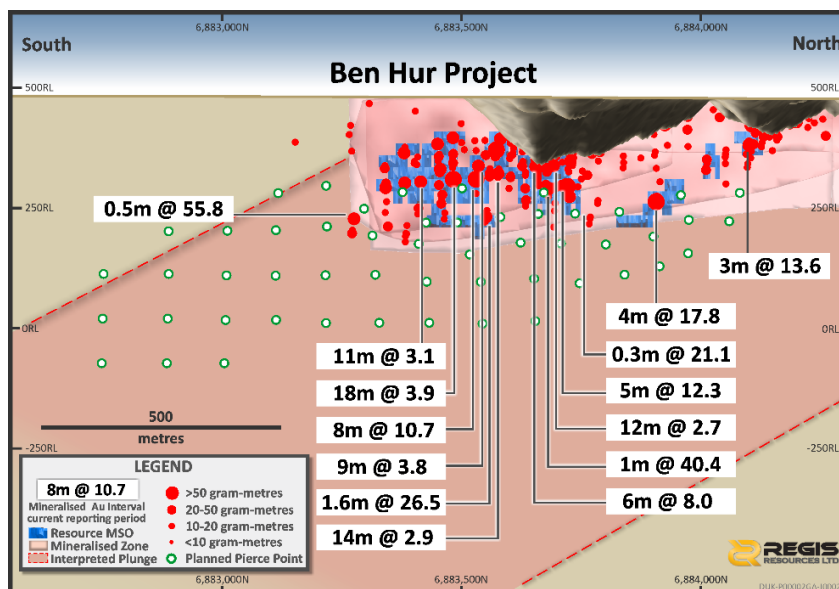 6,883,000N
6,883,500N
6,884,000N
South
North
Ben Hur Project
500RL
500RL
0.5m @ 55.8
250RL
250RL
3m @ 13.6
4m @ 17.8
0RL
0RL
11m @ 3.1
0.3m @ 21.1
18m @ 3.9
5m @ 12.3
8m @ 10.7
12m @ 2.7
500
metres
9m @ 3.8
1m @ 40.4
-250RL
-250RL
1.6m @ 26.5
6m @ 8.0
14m @ 2.9
LEGEND
8m @ 10.7
Mineralised Au Interval
current reporting period
Resource MSO
Mineralised Zone
Interpreted Plunge
>50 gram-metres
20-50 gram-metres
10-20 gram-metres
<10 gram-metres
Planned Pierce Point
REGIS
RESOURCES LTD
6,883,000N
6,883,500N
6,884,000N